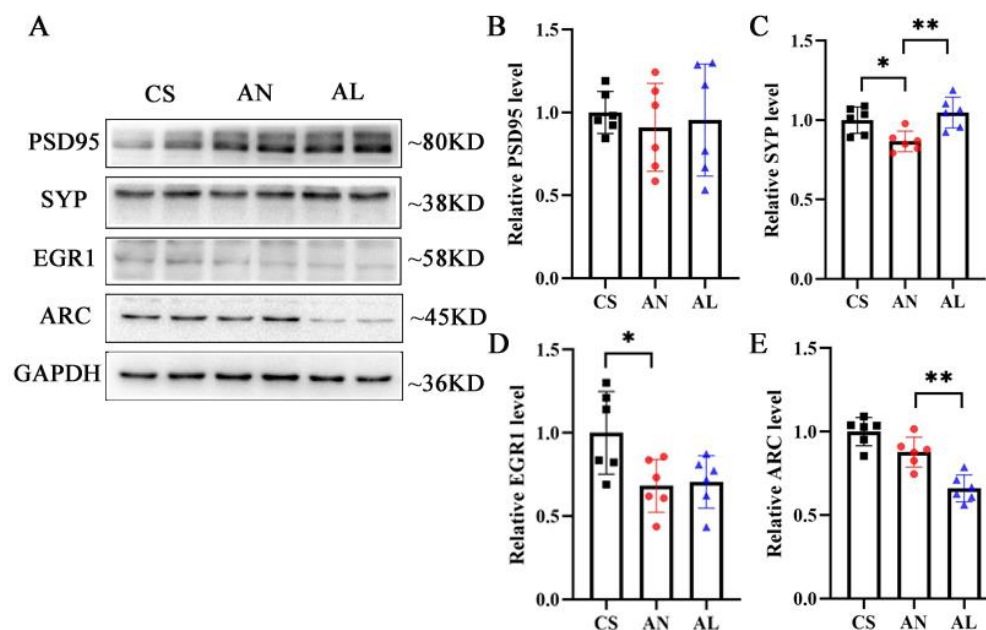 A
CS AN AL
PSD95 ~80KD
SYP ~38KD
EGR1 ~58KD
ARC ~45KD
GAPDH ~36KD
B
Relative PSD95 level
1.5
1.0
0.5
0.0
CS AN AL
C
Relative SYP level
1.5
1.0
0.5
0.0
* **
CS AN AL
D
Relative EGR1 level
1.5
1.0
0.5
0.0
*
CS AN AL
E
Relative ARC level
1.5
1.0
0.5
0.0
**
CS AN AL